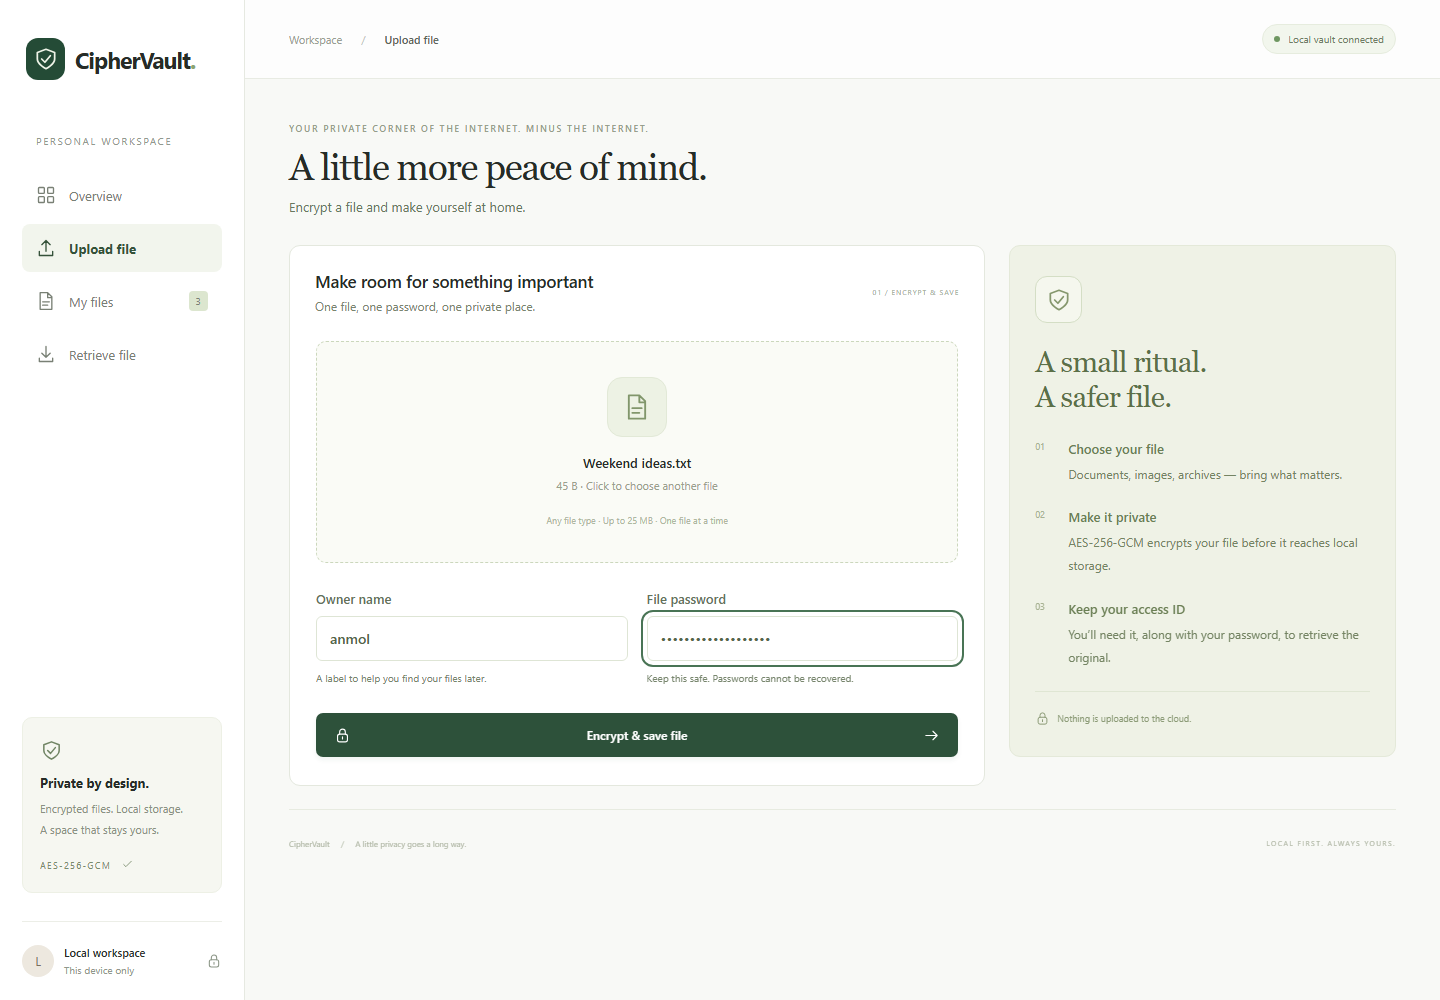 CipherVault.
PERSONAL WORKSPACE
Overview
Upload file
My files
3
Retrieve file
Private by design.
Encrypted files. Local storage.
A space that stays yours.
AES-256-GCM
L
Local workspace
This device only
Workspace / Upload file
Local vault connected
YOUR PRIVATE CORNER OF THE INTERNET. MINUS THE INTERNET.
A little more peace of mind.
Encrypt a file and make yourself at home.
Make room for something important
One file, one password, one private place.
01 / ENCRYPT & SAVE
Weekend ideas.txt
45 B · Click to choose another file
Any file type · Up to 25 MB · One file at a time
Owner name
anmol
A label to help you find your files later.
File password
•••••••••••••••••••
Keep this safe. Passwords cannot be recovered.
Encrypt & save file
A small ritual.
A safer file.
01
Choose your file
Documents, images, archives — bring what matters.
02
Make it private
AES-256-GCM encrypts your file before it reaches local
storage.
03
Keep your access ID
You'll need it, along with your password, to retrieve the
original.
Nothing is uploaded to the cloud.
CipherVault / A little privacy goes a long way.
LOCAL FIRST. ALWAYS YOURS.